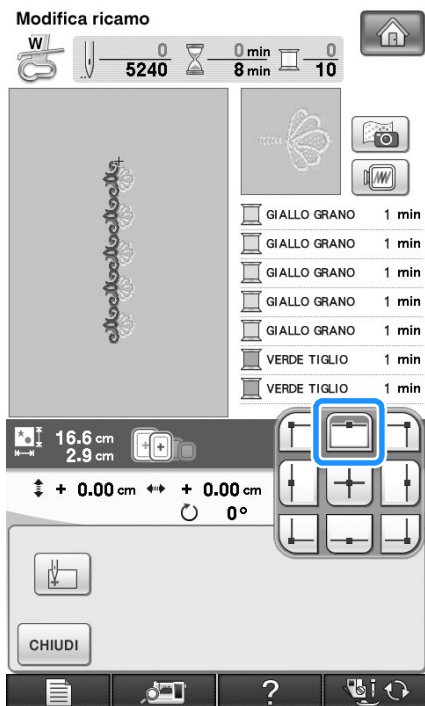 Modifica ricamo
W
0
5240
0 min
8 min
0
10
GIALLO GRANO 1 min
GIALLO GRANO 1 min
GIALLO GRANO 1 min
GIALLO GRANO 1 min
GIALLO GRANO 1 min
VERDE TIGLIO 1 min
VERDE TIGLIO 1 min
16.6 cm
2.9 cm
+ 0.00 cm + 0.00 cm
0°
CHIUDI
?